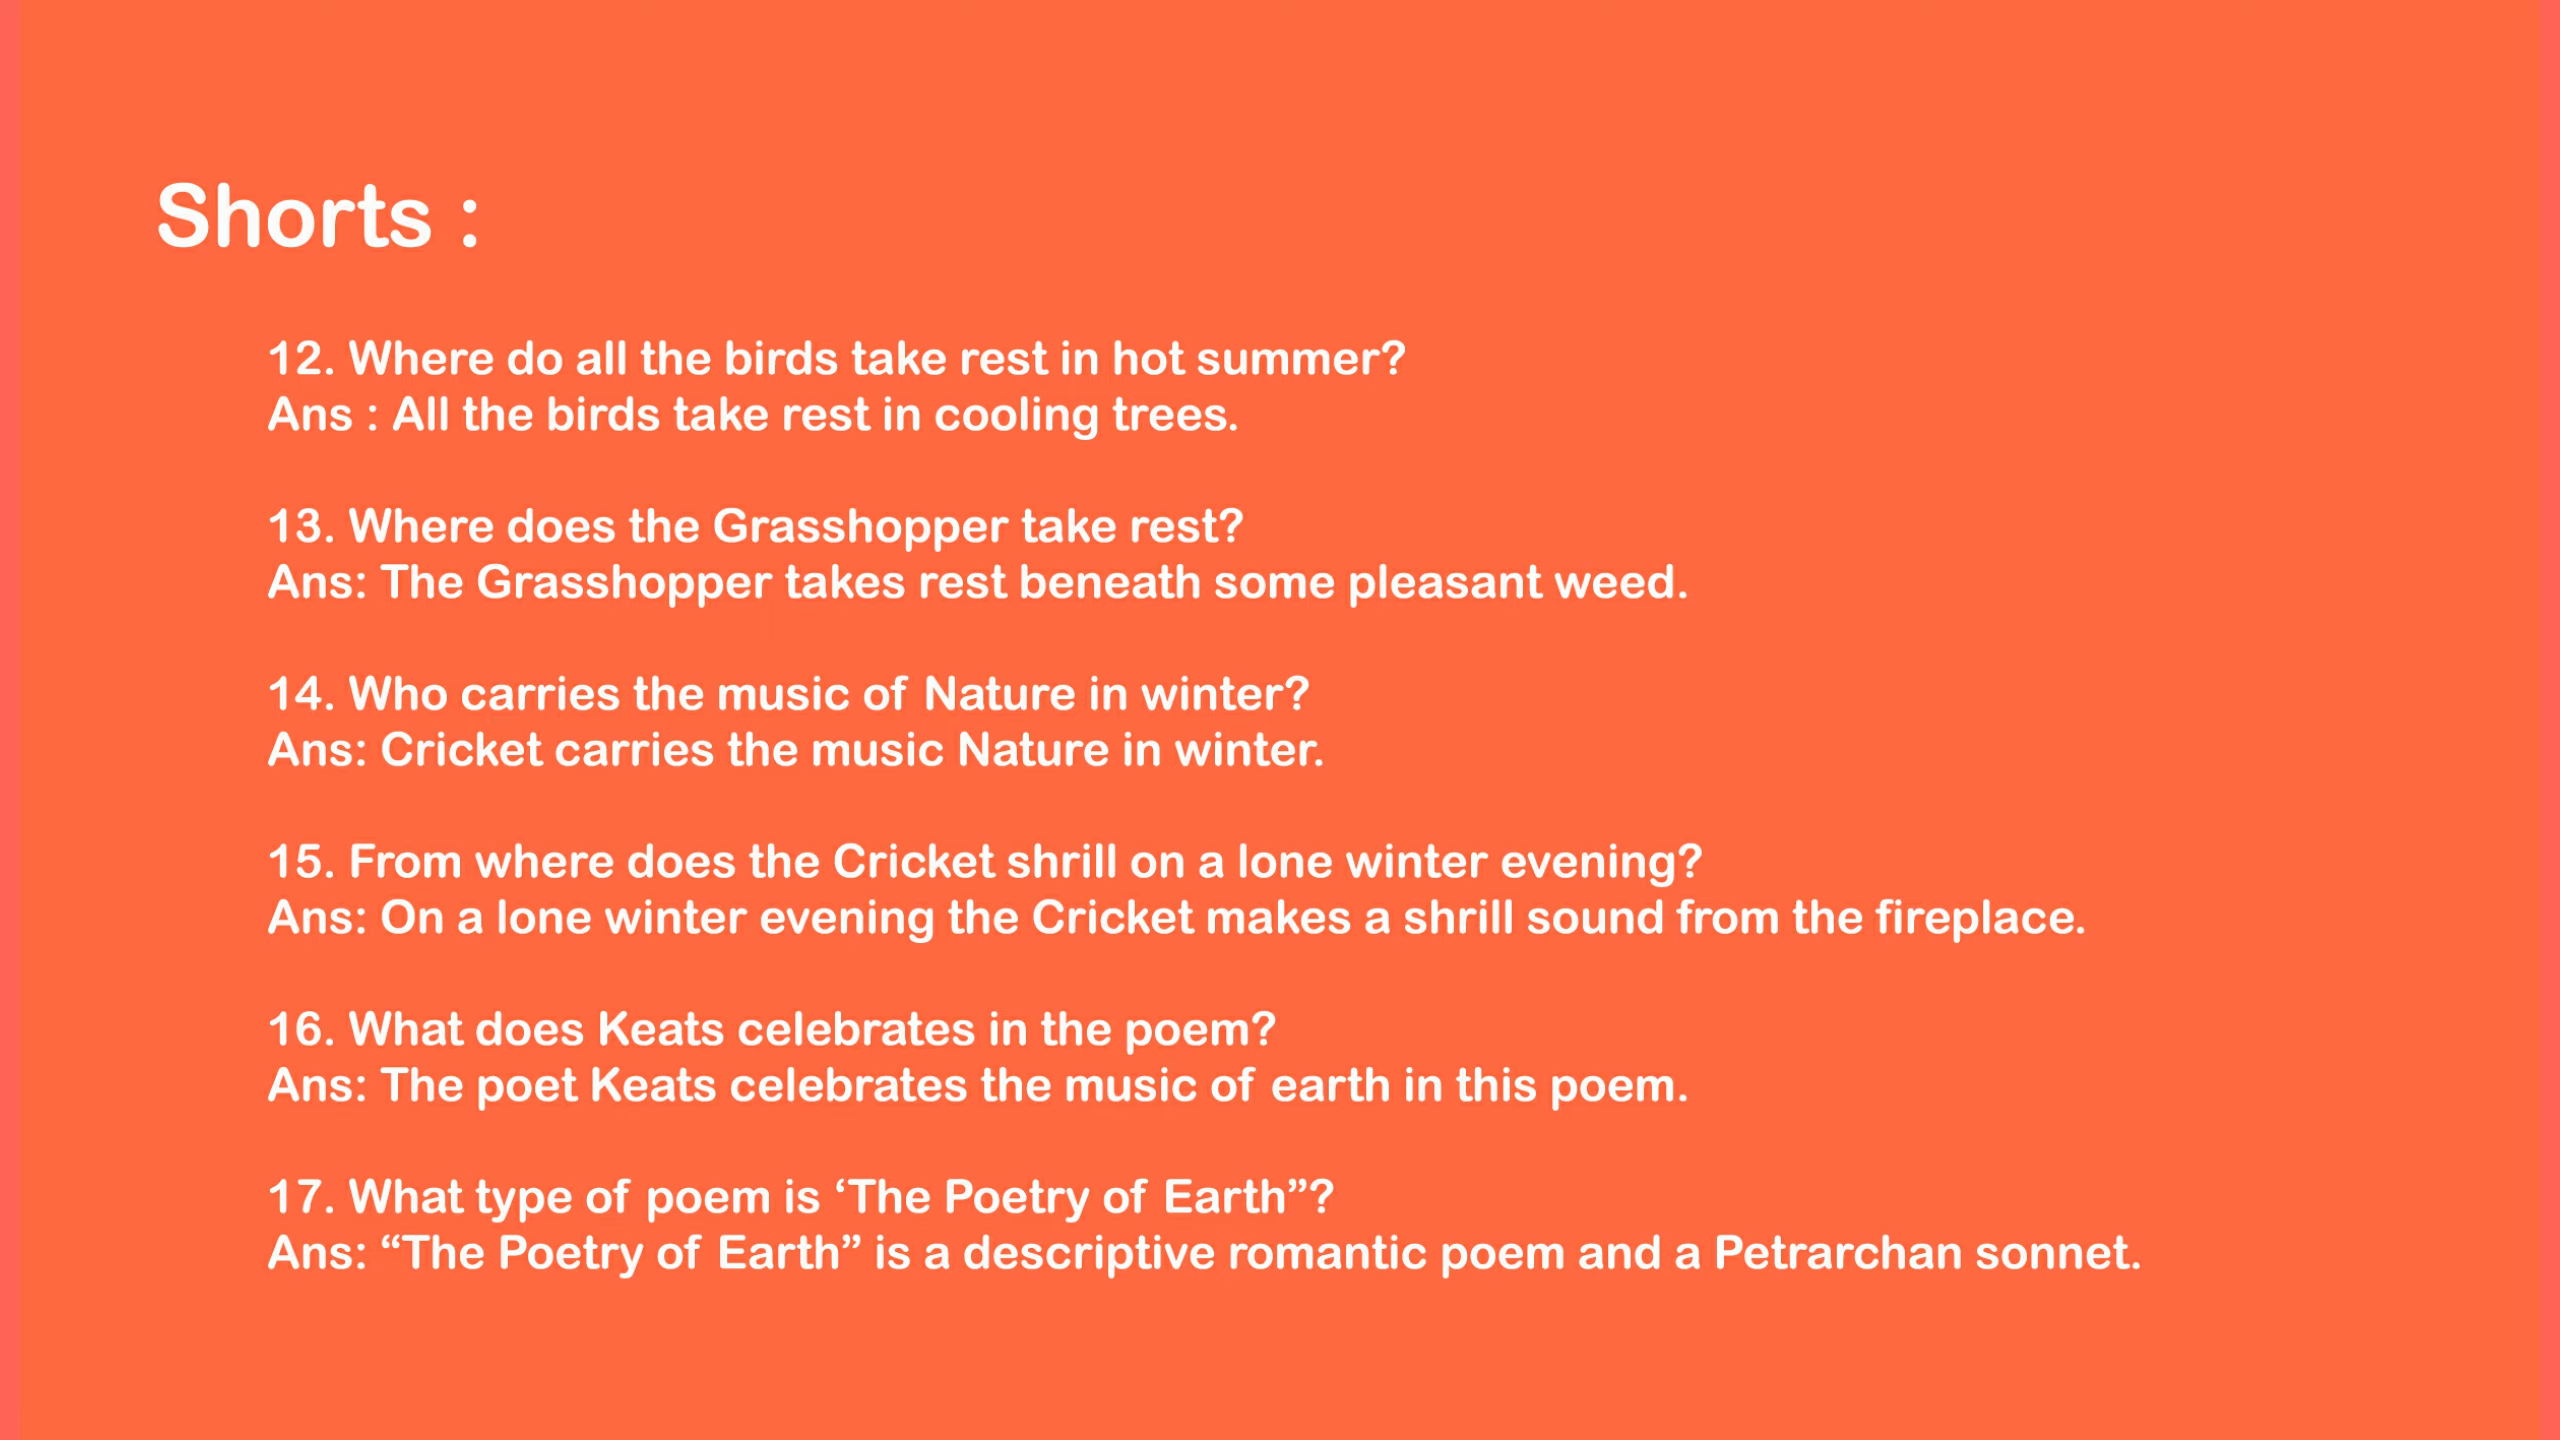 Shorts :
12. Where do all the birds take rest in hot summer?
Ans : All the birds take rest in cooling trees.
13. Where does the Grasshopper take rest?
Ans: The Grasshopper takes rest beneath some pleasant weed.
14. Who carries the music of Nature in winter?
Ans: Cricket carries the music Nature in winter.
15. From where does the Cricket shrill on a lone winter evening?
Ans: On a lone winter evening the Cricket makes a shrill sound from the fireplace.
16. What does Keats celebrates in the poem?
Ans: The poet Keats celebrates the music of earth in this poem.
17. What type of poem is ‘The Poetry of Earth”?
Ans: “The Poetry of Earth” is a descriptive romantic poem and a Petrarchan sonnet.